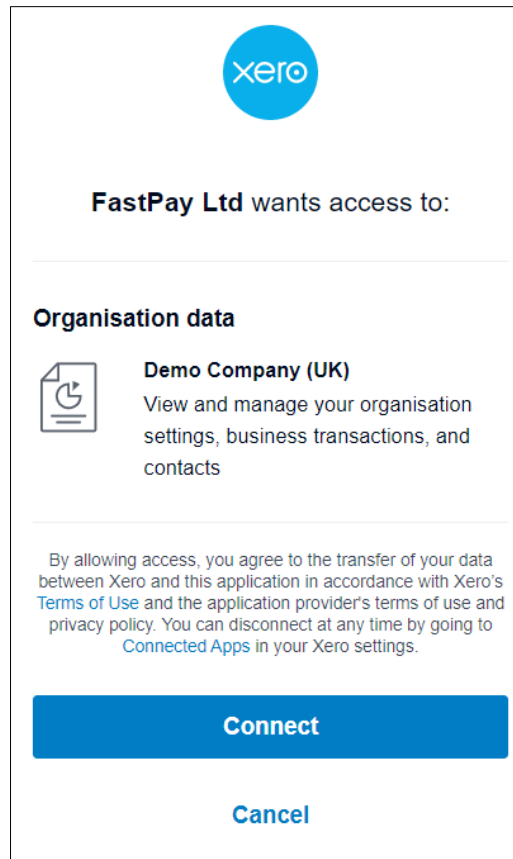 xero
FastPay Ltd wants access to:
Organisation data
Demo Company (UK)
View and manage your organisation
settings, business transactions, and
contacts
By allowing access, you agree to the transfer of your data
between Xero and this application in accordance with Xero's
Terms of Use and the application provider's terms of use and
privacy policy. You can disconnect at any time by going to
Connected Apps in your Xero settings.
Connect
Cancel